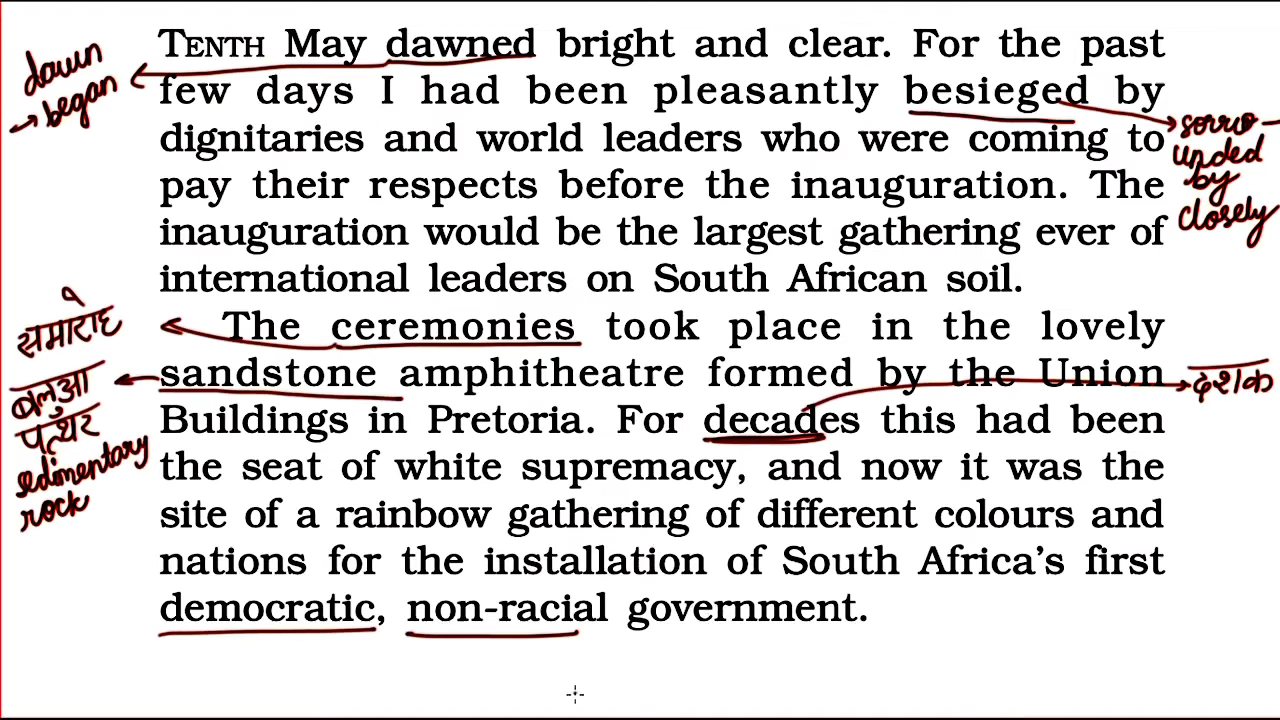 TENTH May dawned bright and clear. For the past
few days I had been pleasantly besieged by
dignitaries and world leaders who were coming to
pay their respects before the inauguration. The
inauguration would be the largest gathering ever of
international leaders on South African soil.
The ceremonies took place in the lovely
sandstone amphitheatre formed by the Union
Buildings in Pretoria. For decades this had been
the seat of white supremacy, and now it was the
site of a rainbow gathering of different colours and
nations for the installation of South Africa's first
democratic, non-racial government.
dawn
→ began
sorro-
unded
by
closely
समारोह
बलुआ
पत्थर
sedimentary
rock
दशक